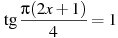 tg π(2x + 1)/4 = 1